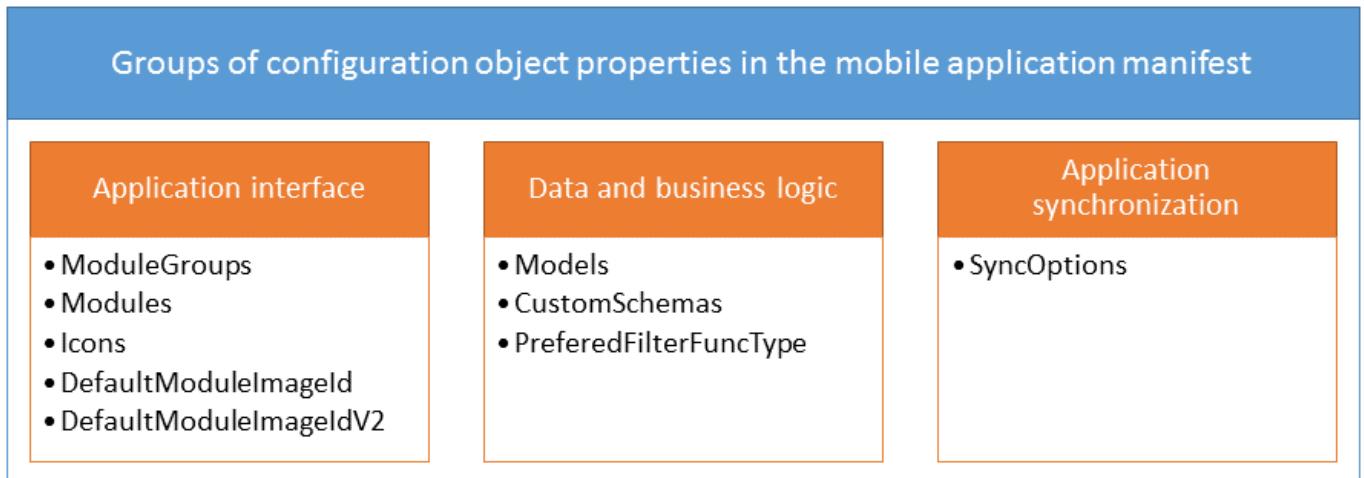 Groups of configuration object properties in the mobile application manifest
Application interface
•ModuleGroups
•Modules
•Icons
•DefaultModuleImageId
•DefaultModuleImageIdV2
Data and business logic
•Models
•CustomSchemas
•PreferedFilterFuncType
Application
synchronization
•SyncOptions